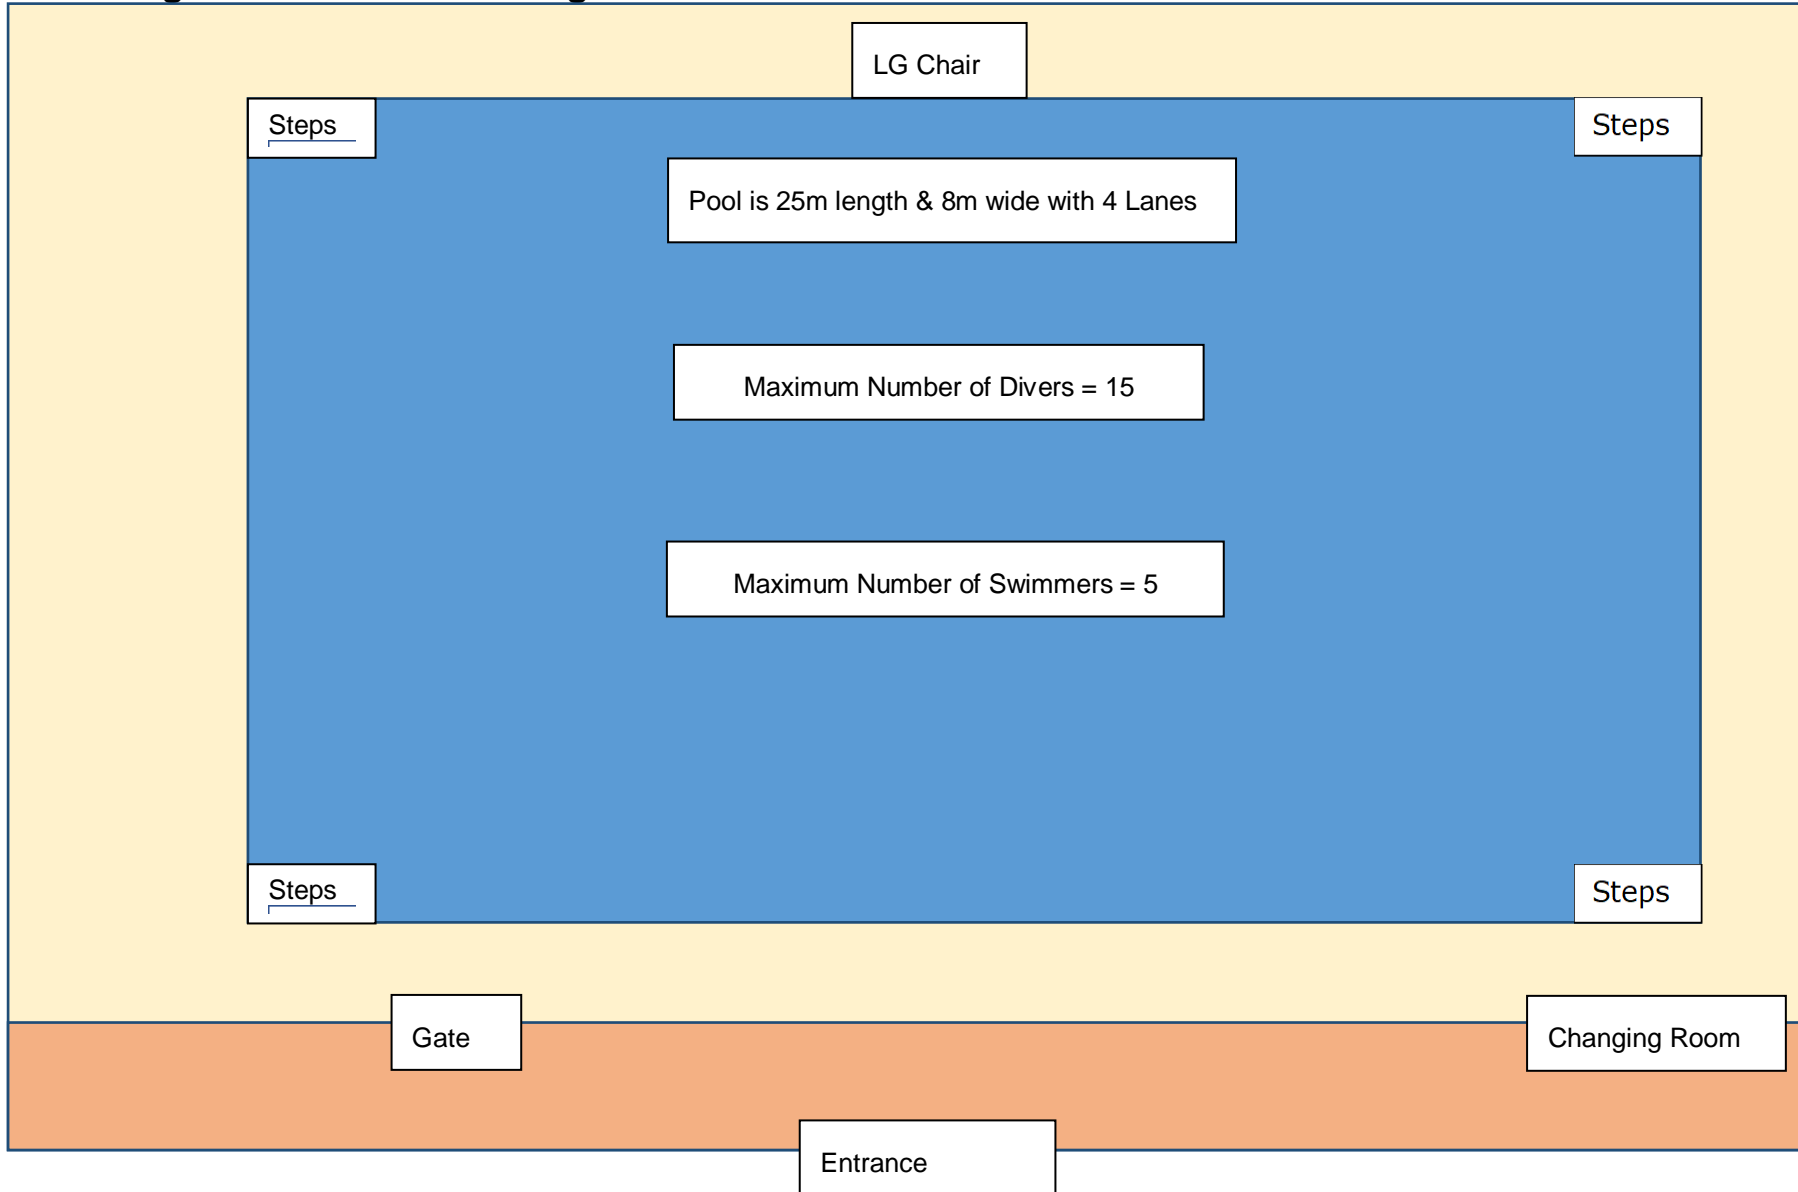 LG Chair
Steps
Steps
Pool is 25m length & 8m wide with 4 Lanes
Maximum Number of Divers = 15
Maximum Number of Swimmers = 5
Steps
Steps
Gate
Changing Room
Entrance